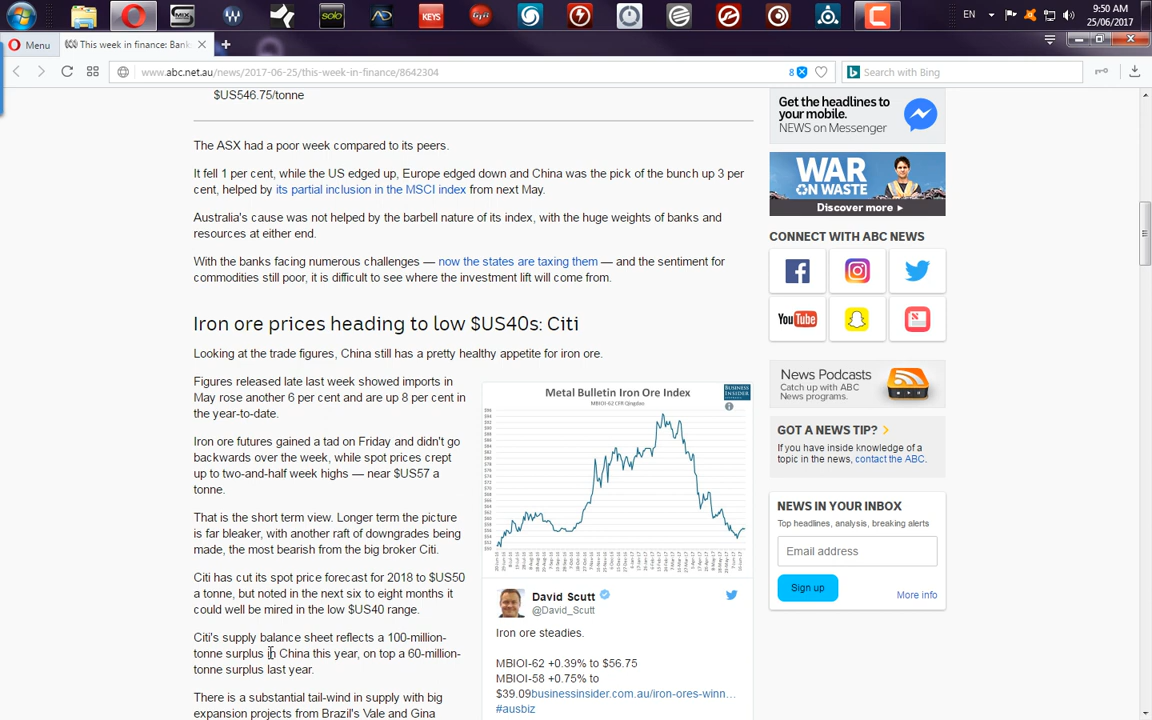 MIX
solo
AD
KEYS
EN
9:50 AM
25/06/2017
Menu
This week in finance: Bank
www.abc.net.au/news/2017-06-25/this-week-in-finance/8642304
8
Search with Bing
$US546.75/tonne
The ASX had a poor week compared to its peers.
It fell 1 per cent, while the US edged up, Europe edged down and China was the pick of the bunch up 3 per
cent, helped by its partial inclusion in the MSCI index from next May.
Australia's cause was not helped by the barbell nature of its index, with the huge weights of banks and
resources at either end.
With the banks facing numerous challenges — now the states are taxing them — and the sentiment for
commodities still poor, it is difficult to see where the investment lift will come from.
Iron ore prices heading to low $US40s: Citi
Looking at the trade figures, China still has a pretty healthy appetite for iron ore.
Figures released late last week showed imports in
May rose another 6 per cent and are up 8 per cent in
the year-to-date.
Iron ore futures gained a tad on Friday and didn't go
backwards over the week, while spot prices crept
up to two-and-half week highs — near $US57 a
tonne.
That is the short term view. Longer term the picture
is far bleaker, with another raft of downgrades being
made, the most bearish from the big broker Citi.
Citi has cut its spot price forecast for 2018 to $US50
a tonne, but noted in the next six to eight months it
could well be mired in the low $US40 range.
Citi's supply balance sheet reflects a 100-million-
tonne surplus in China this year, on top a 60-million-
tonne surplus last year.
There is a substantial tail-wind in supply with big
expansion projects from Brazil's Vale and Gina
Metal Bulletin Iron Ore Index
MBIOI-62 CFR Qingdao
BUSINESS
INSIDER
David Scutt
@David_Scutt
Iron ore steadies.
MBIOI-62 +0.39% to $56.75
MBIOI-58 +0.75% to
$39.09businessinsider.com.au/iron-ores-winn…
#ausbiz
Get the headlines to
your mobile.
NEWS on Messenger
WAR
ON WASTE
Discover more ▸
CONNECT WITH ABC NEWS
YouTube
News Podcasts
Catch up with ABC
News programs.
GOT A NEWS TIP?
If you have inside knowledge of a
topic in the news, contact the ABC.
NEWS IN YOUR INBOX
Top headlines, analysis, breaking alerts
Email address
Sign up
More info